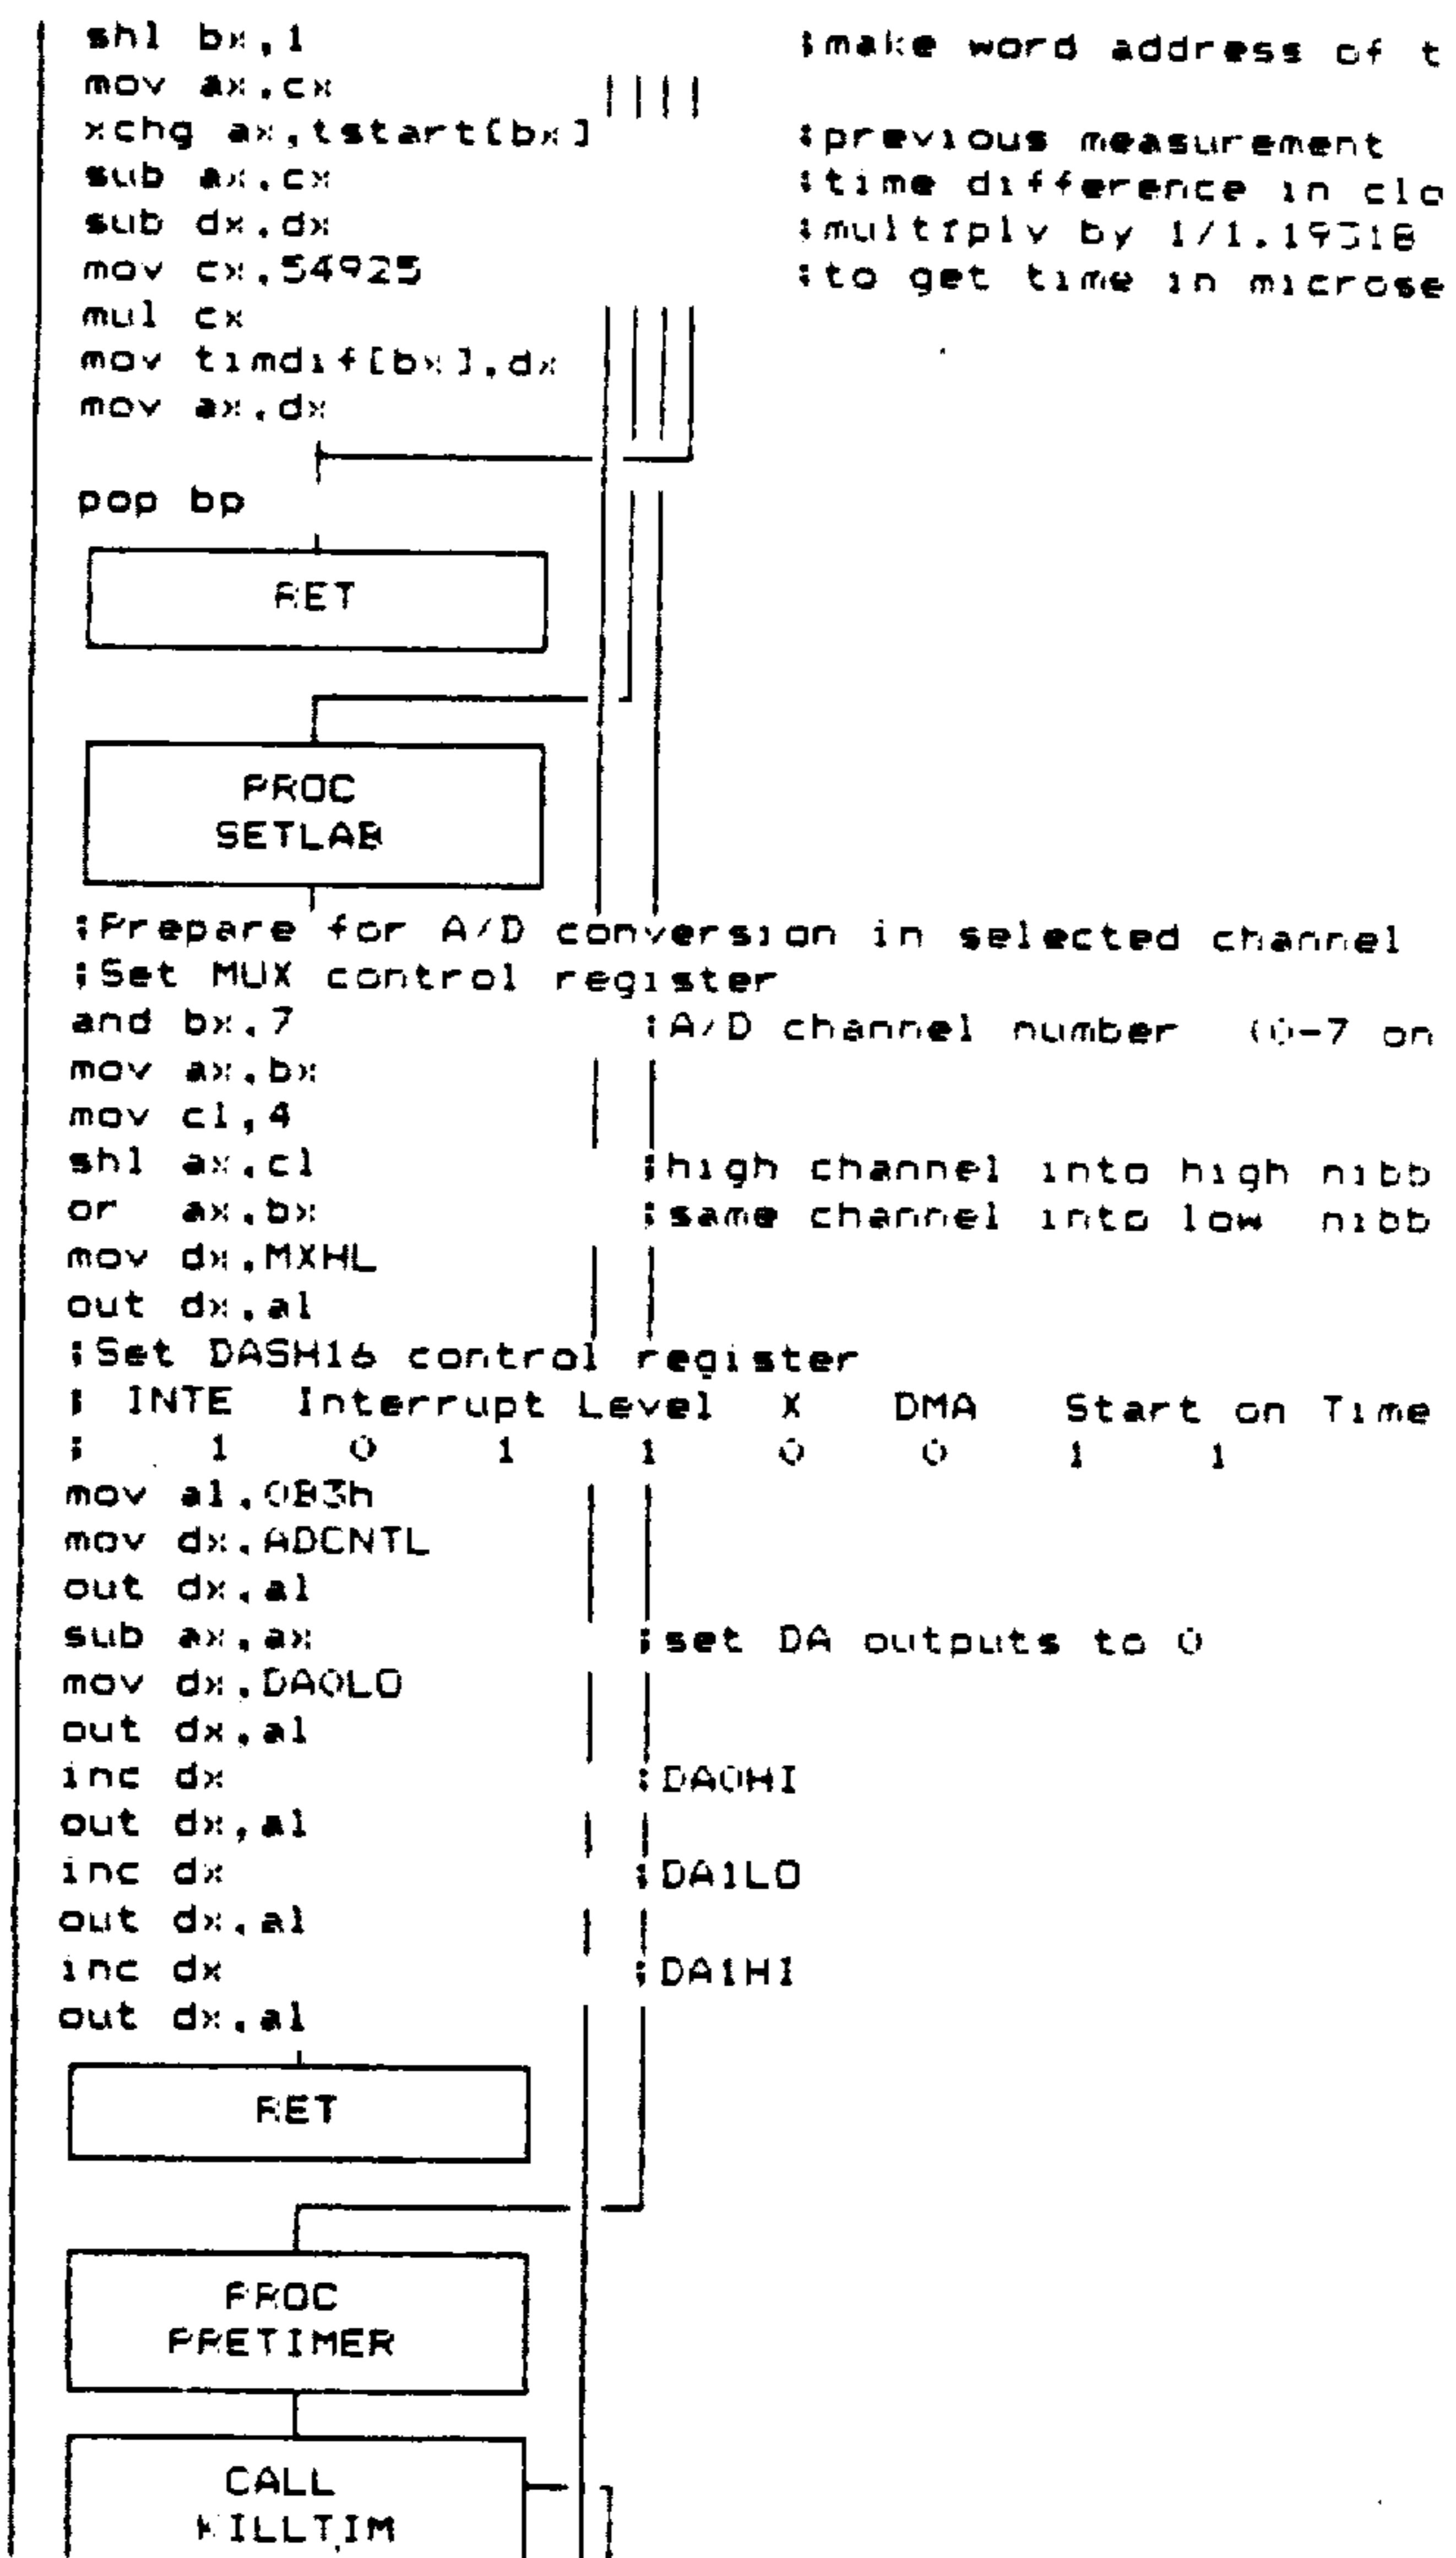 shl bx,1 ;make word address of t
mov ax,cx
xchg ax,tstart[bx] ;previous measurement
sub ax,cx ;time difference in clo
sub dx,dx ;multiply by 1/1.19318
mov cx,54925 ;to get time in microse
mul cx
mov timdif[bx],dx
mov ax,dx
pop bp
RET
PROC
SETLAB
;Prepare for A/D conversion in selected channel
;Set MUX control register
and bx,7 ;A/D channel number (0-7 on
mov ax,bx
mov cl,4
shl ax,cl ;high channel into high nibb
or ax,bx ;same channel into low nibb
mov dx,MXHL
out dx,al
;Set DASH16 control register
; INTE Interrupt Level X DMA Start on Time
; 1 0 1 1 0 0 1 1
mov al,0B3h
mov dx,ADCNTL
out dx,al
sub ax,ax ;set DA outputs to 0
mov dx,DA0LO
out dx,al
inc dx ;DA0HI
out dx,al
inc dx ;DA1LO
out dx,al
inc dx ;DA1HI
out dx,al
RET
PROC
PRETIMER
CALL
KILLTIM